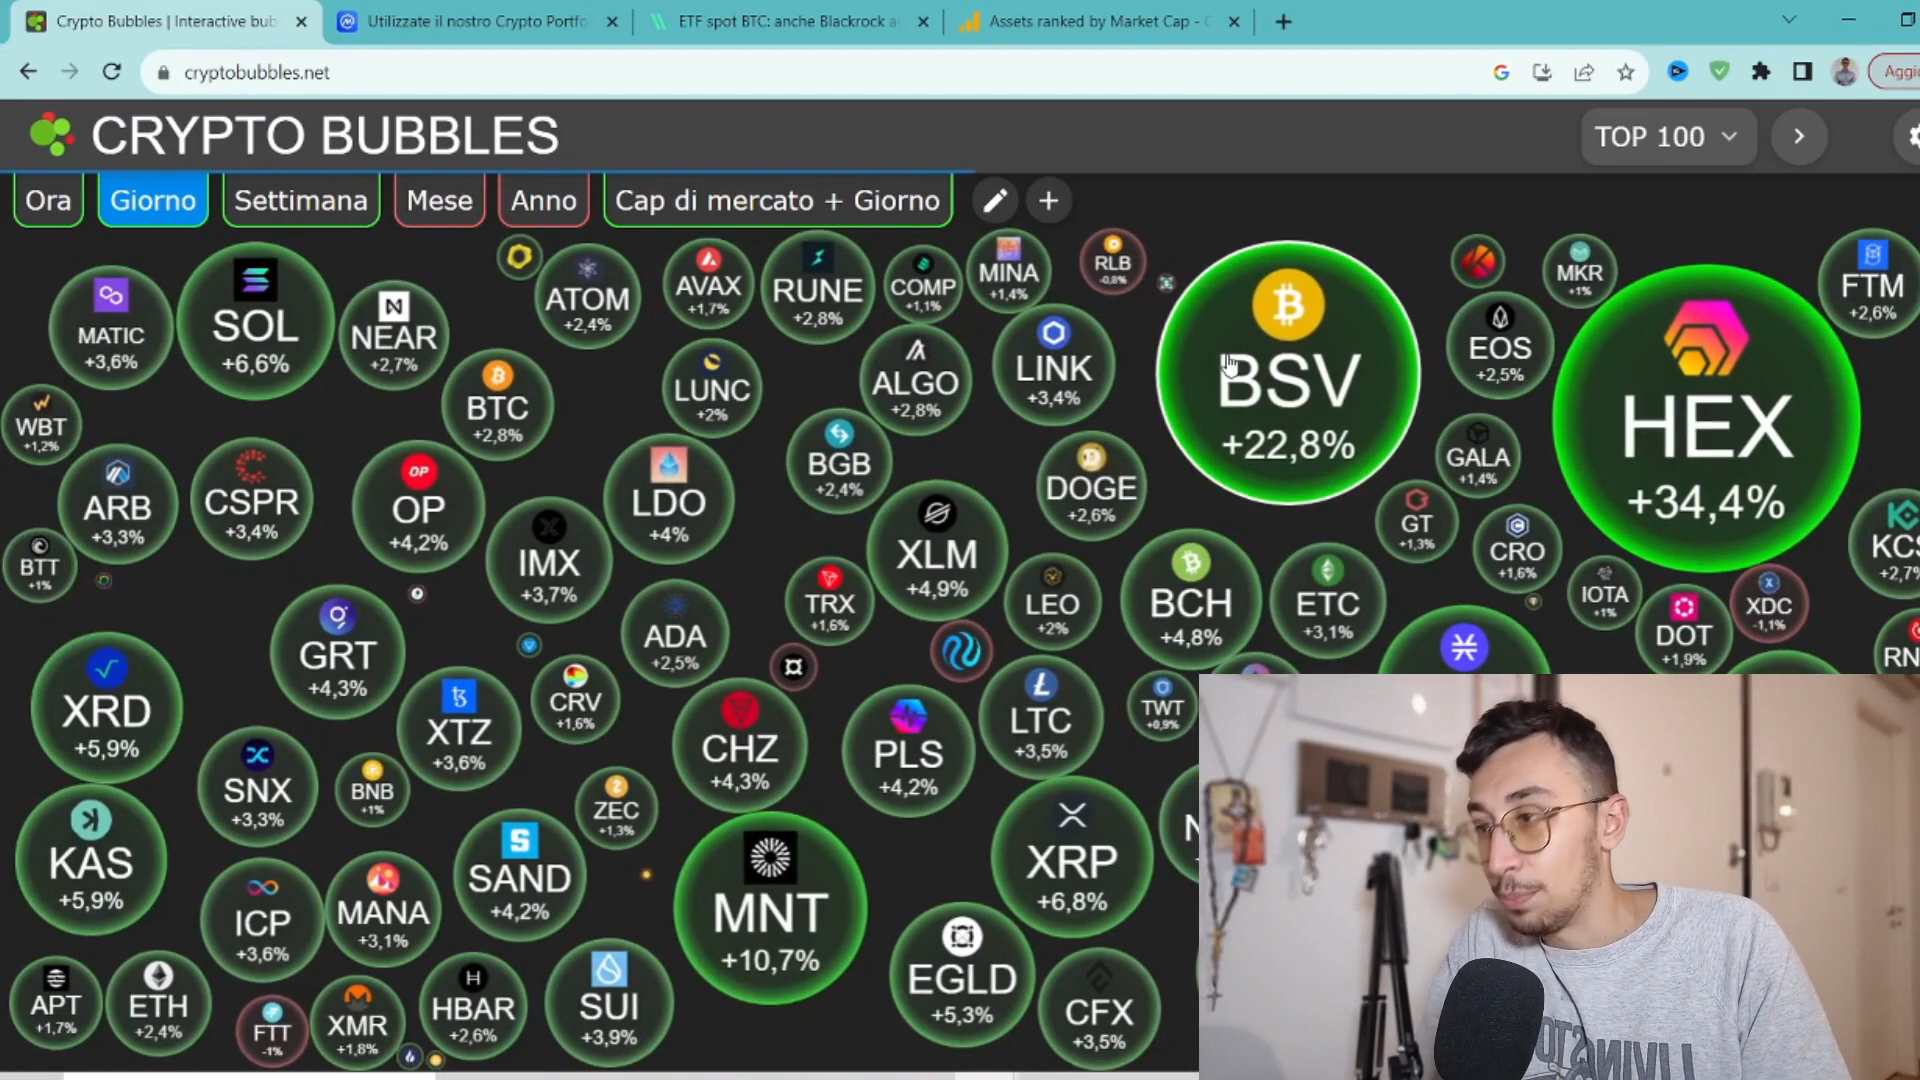 Crypto Bubbles | Interactive bub
Utilizzate il nostro Crypto Portfo
ETF spot BTC: anche Blackrock a
Assets ranked by Market Cap - C
cryptobubbles.net
Aggio
CRYPTO BUBBLES
TOP 100
Ora
Giorno
Settimana
Mese
Anno
Cap di mercato + Giorno
MATIC
+3,6%
SOL
+6,6%
NEAR
+2,7%
ATOM
+2,4%
AVAX
+1,7%
RUNE
+2,8%
COMP
+1,1%
MINA
+1,4%
RLB
-0,8%
BSV
+22,8%
MKR
+1%
FTM
+2,6%
EOS
+2,5%
HEX
+34,4%
WBT
+1,2%
BTC
+2,8%
LUNC
+2%
ALGO
+2,8%
LINK
+3,4%
ARB
+3,3%
CSPR
+3,4%
OP
+4,2%
LDO
+4%
BGB
+2,4%
DOGE
+2,6%
GALA
+1,4%
GT
+1,3%
CRO
+1,6%
KCS
+2,7%
BTT
+1%
IMX
+3,7%
XLM
+4,9%
TRX
+1,6%
LEO
+2%
BCH
+4,8%
ETC
+3,1%
IOTA
+1%
DOT
+1,9%
XDC
-1,1%
RN
GRT
+4,3%
ADA
+2,5%
XRD
+5,9%
XTZ
+3,6%
CRV
+1,6%
CHZ
+4,3%
PLS
+4,2%
LTC
+3,5%
TWT
+0,9%
SNX
+3,3%
BNB
+1%
ZEC
+1,3%
KAS
+5,9%
SAND
+4,2%
MNT
+10,7%
XRP
+6,8%
N
ICP
+3,6%
MANA
+3,1%
EGLD
+5,3%
CFX
+3,5%
APT
+1,7%
ETH
+2,4%
FTT
-1%
XMR
+1,8%
HBAR
+2,6%
SUI
+3,9%